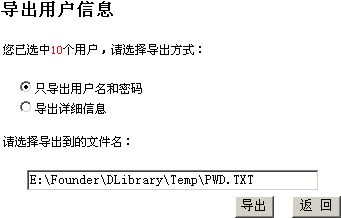 导出用户信息
您已选中10个用户，请选择导出方式：
只导出用户名和密码
导出详细信息
请选择导出到的文件名：
E:\Founder\DLibrary\Temp\PWD.TXT
导出 返 回